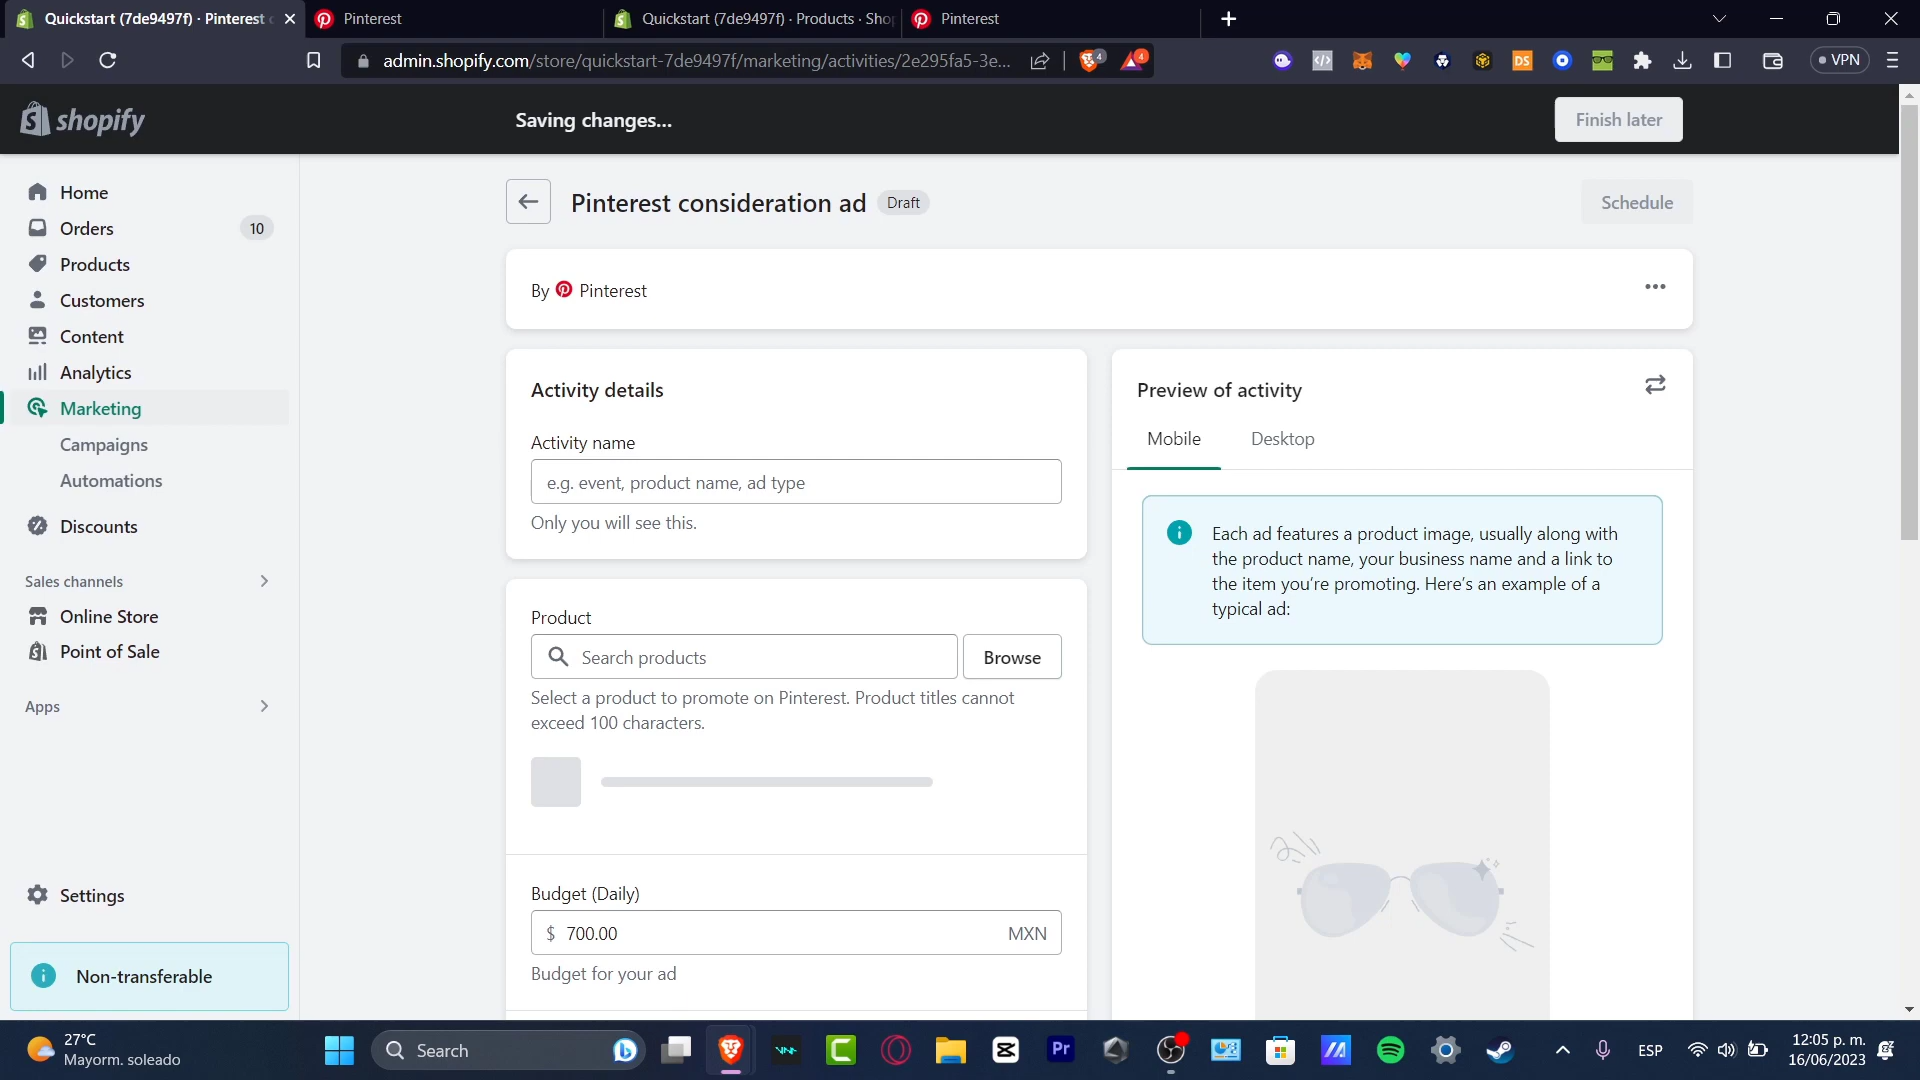 Quickstart (7de9497f) · Pinterest c
Pinterest
Quickstart (7de9497f) · Products · Sho
Pinterest
admin.shopify.com/store/quickstart-7de9497f/marketing/activities/2e295fa5-3e...
4
4
DS
VPN
shopify
Saving changes...
Finish later
Home
Orders
10
Products
Customers
Content
Analytics
Marketing
Campaigns
Automations
Discounts
Sales channels
Online Store
Point of Sale
Apps
Settings
Non-transferable
Pinterest consideration ad
Draft
Schedule
By Pinterest
Activity details
Activity name
e.g. event, product name, ad type
Only you will see this.
Product
Search products
Browse
Select a product to promote on Pinterest. Product titles cannot
exceed 100 characters.
Budget (Daily)
$ 700.00
MXN
Budget for your ad
Preview of activity
Mobile
Desktop
Each ad features a product image, usually along with
the product name, your business name and a link to
the item you're promoting. Here's an example of a
typical ad:
27°C
Mayorm. soleado
Search
Pr
ESP
12:05 p. m.
16/06/2023